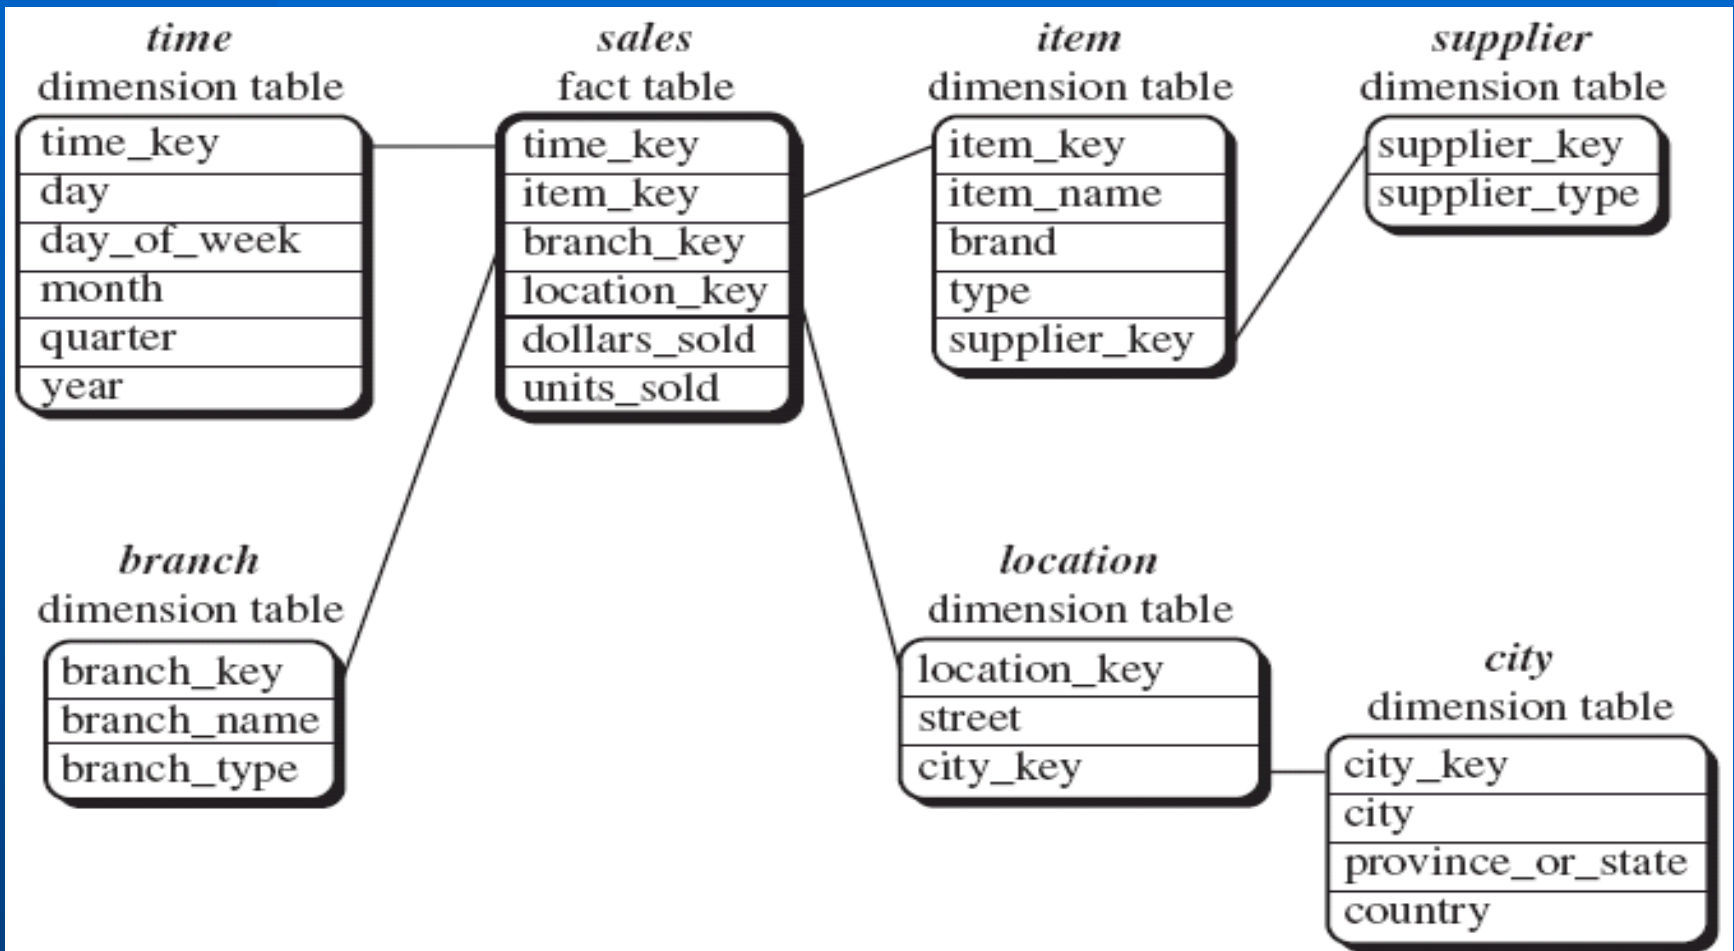 time
dimension table
time_key
day
day_of_week
month
quarter
year
sales
fact table
time_key
item_key
branch_key
location_key
dollars_sold
units_sold
item
dimension table
item_key
item_name
brand
type
supplier_key
supplier
dimension table
supplier_key
supplier_type
branch
dimension table
branch_key
branch_name
branch_type
location
dimension table
location_key
street
city_key
city
dimension table
city_key
city
province_or_state
country